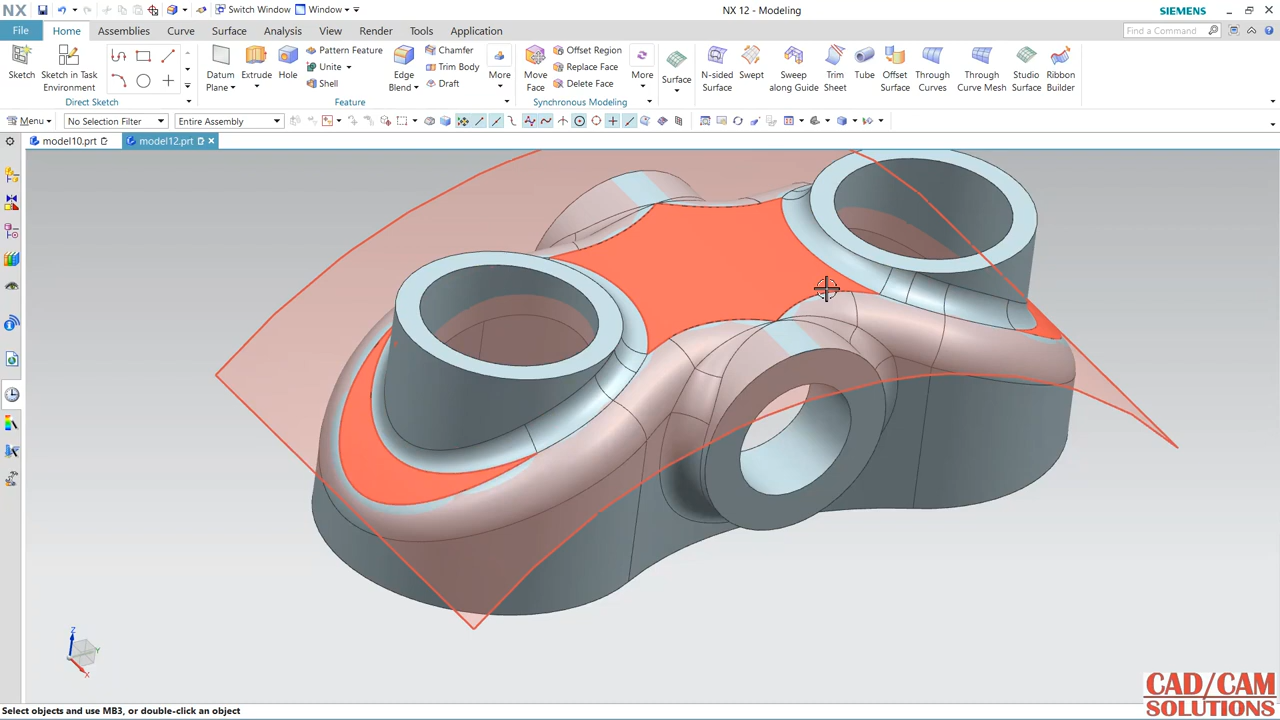 NX
Switch Window Window
NX 12 - Modeling
SIEMENS
File Home Assemblies Curve Surface Analysis View Render Tools Application
Find a Command
Sketch
Sketch in Task Environment
Direct Sketch
Datum Plane
Extrude
Hole
Pattern Feature
Unite
Shell
Edge Blend
Chamfer
Trim Body
Draft
More
Feature
Move Face
Offset Region
Replace Face
Delete Face
More
Synchronous Modeling
Surface
N-sided Surface
Swept
Sweep along Guide
Trim Sheet
Tube
Offset Surface
Through Curves
Through Curve Mesh
Studio Surface
Ribbon Builder
Menu No Selection Filter Entire Assembly
model10.prt model12.prt
Z
Y
X
Select objects and use MB3, or double-click an object
CAD/CAM
SOLUTIONS